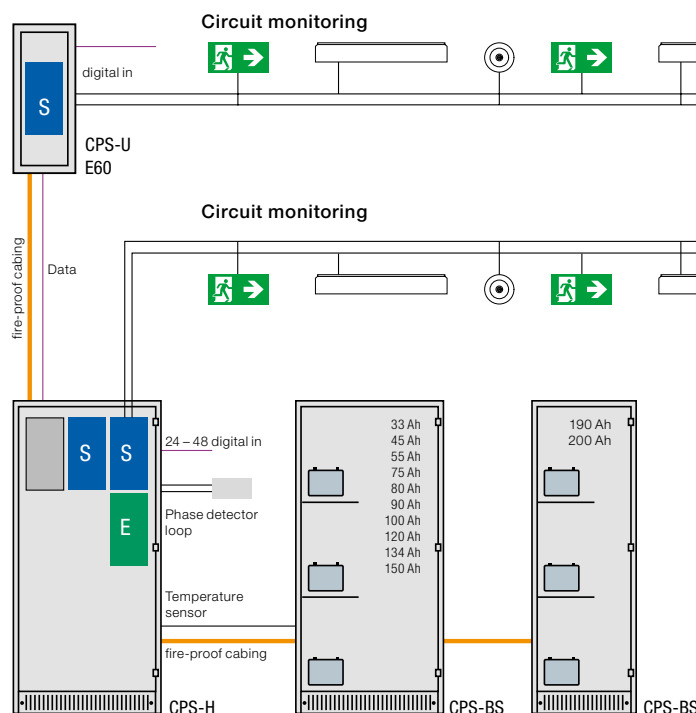 Circuit monitoring
digital in
S
CPS-U
E60
Circuit monitoring
fire-proof cabing
Data
S
S
E
24 – 48 digital in
Phase detector
loop
Temperature
sensor
fire-proof cabing
CPS-H
33 Ah
45 Ah
55 Ah
75 Ah
80 Ah
90 Ah
100 Ah
120 Ah
134 Ah
150 Ah
CPS-BS
190 Ah
200 Ah
CPS-BS